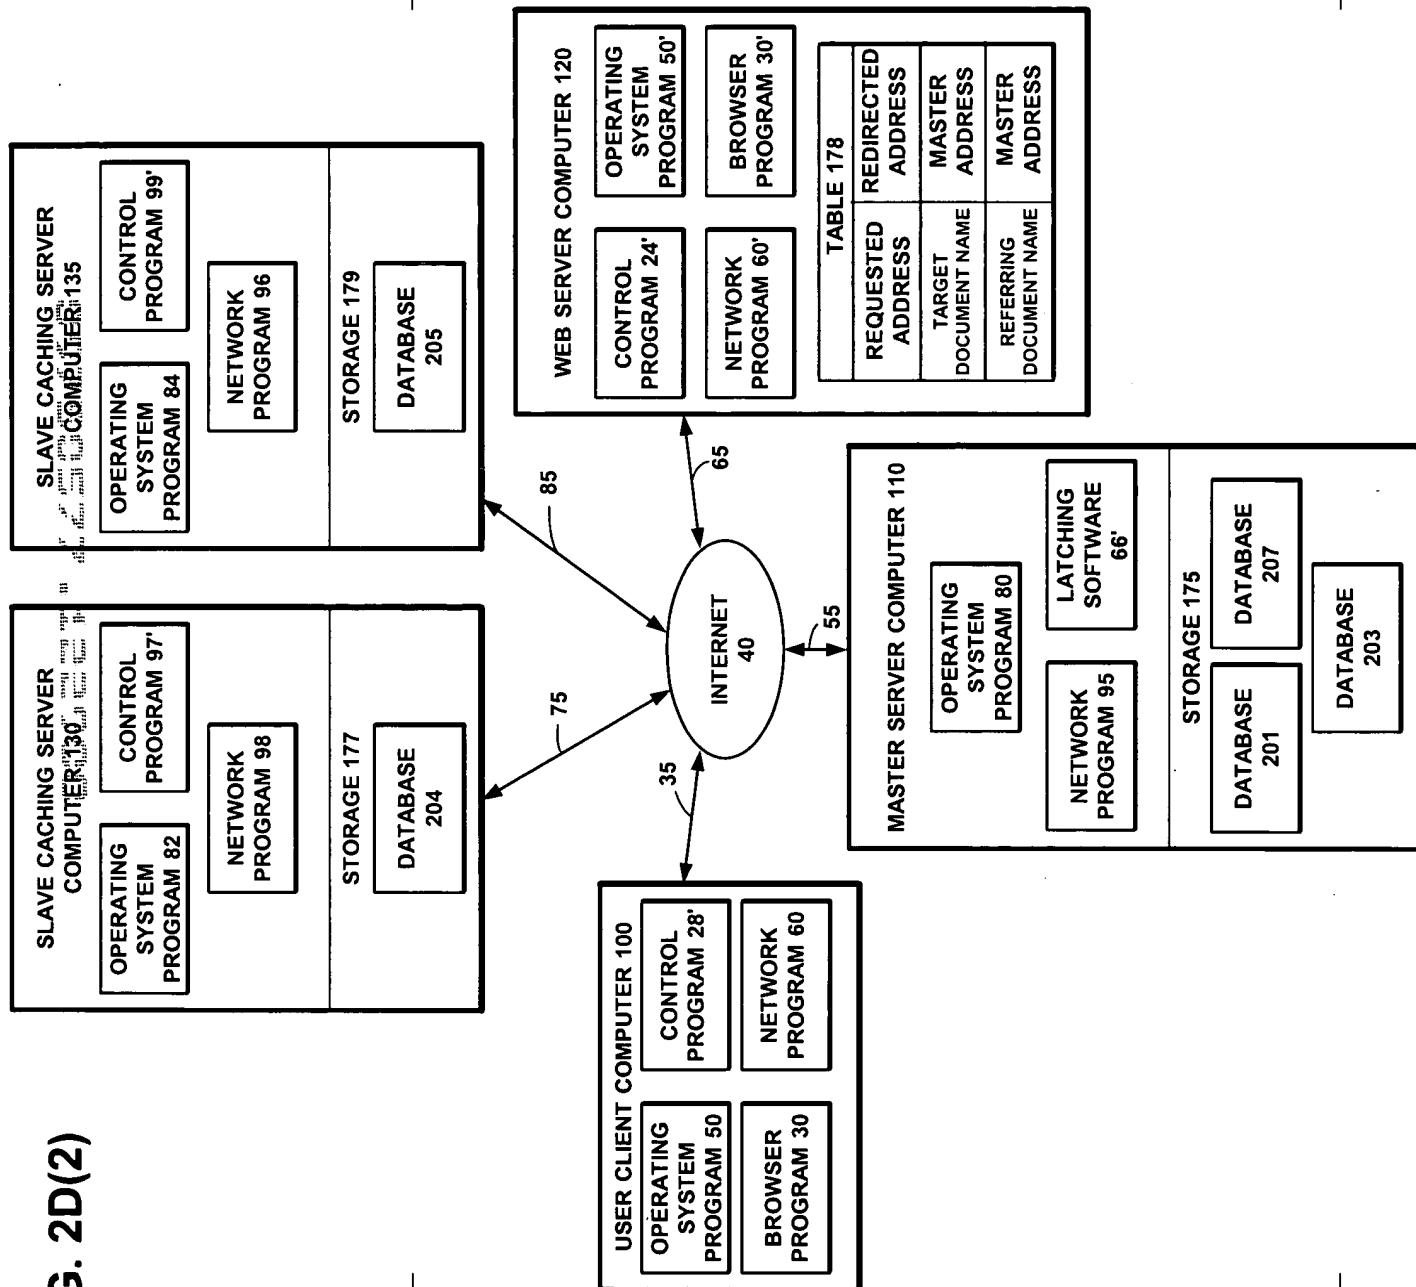 G. 2D(2)
SLAVE CACHING SERVER
COMPUTER 130
OPERATING
SYSTEM
PROGRAM 82
CONTROL
PROGRAM 97'
NETWORK
PROGRAM 98
STORAGE 177
DATABASE
204
SLAVE CACHING SERVER
COMPUTER 135
OPERATING
SYSTEM
PROGRAM 84
CONTROL
PROGRAM 99'
NETWORK
PROGRAM 96
STORAGE 179
DATABASE
205
75
85
INTERNET
40
35
65
55
USER CLIENT COMPUTER 100
OPERATING
SYSTEM
PROGRAM 50
CONTROL
PROGRAM 28'
BROWSER
PROGRAM 30
NETWORK
PROGRAM 60
WEB SERVER COMPUTER 120
CONTROL
PROGRAM 24'
OPERATING
SYSTEM
PROGRAM 50'
NETWORK
PROGRAM 60'
BROWSER
PROGRAM 30'
TABLE 178
REQUESTED
ADDRESS
REDIRECTED
ADDRESS
TARGET
DOCUMENT NAME
MASTER
ADDRESS
REFERRING
DOCUMENT NAME
MASTER
ADDRESS
MASTER SERVER COMPUTER 110
OPERATING
SYSTEM
PROGRAM 80
NETWORK
PROGRAM 95
LATCHING
SOFTWARE
66'
STORAGE 175
DATABASE
201
DATABASE
207
DATABASE
203